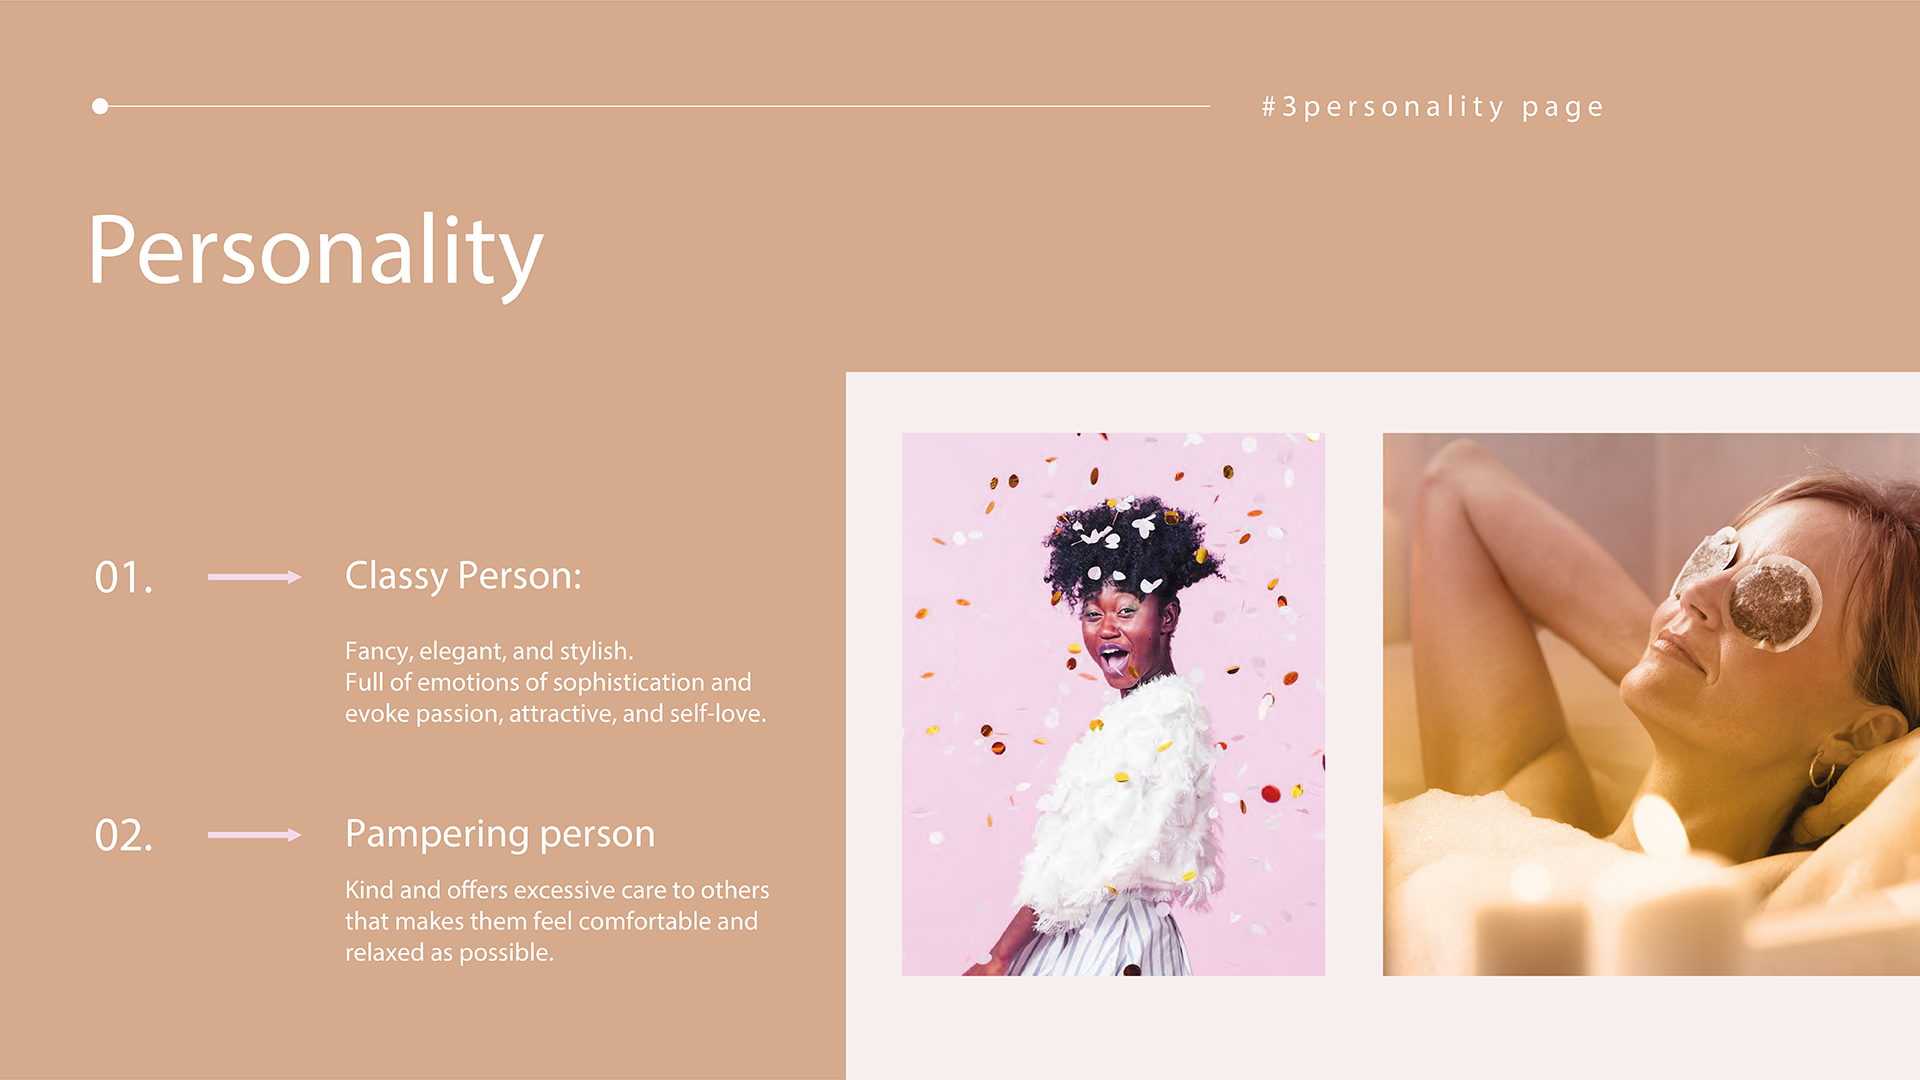 #3personality page
Personality
01.
Classy Person:
Fancy, elegant, and stylish.
Full of emotions of sophistication and
evoke passion, attractive, and self-love.
02.
Pampering person
Kind and offers excessive care to others
that makes them feel comfortable and
relaxed as possible.